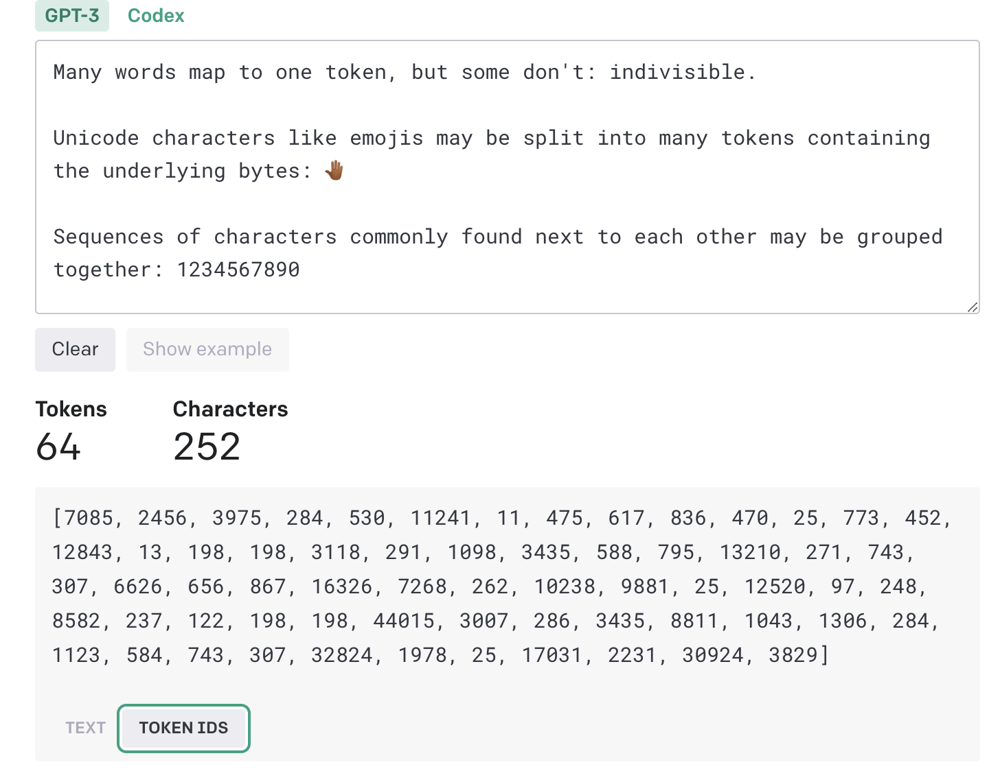 GPT-3 Codex
Many words map to one token, but some don't: indivisible.
Unicode characters like emojis may be split into many tokens containing
the underlying bytes: 🤚🏾
Sequences of characters commonly found next to each other may be grouped
together: 1234567890
Clear Show example
Tokens Characters
64 252
[7085, 2456, 3975, 284, 530, 11241, 11, 475, 617, 836, 470, 25, 773, 452,
12843, 13, 198, 198, 3118, 291, 1098, 3435, 588, 795, 13210, 271, 743,
307, 6626, 656, 867, 16326, 7268, 262, 10238, 9881, 25, 12520, 97, 248,
8582, 237, 122, 198, 198, 44015, 3007, 286, 3435, 8811, 1043, 1306, 284,
1123, 584, 743, 307, 32824, 1978, 25, 17031, 2231, 30924, 3829]
TEXT TOKEN IDS